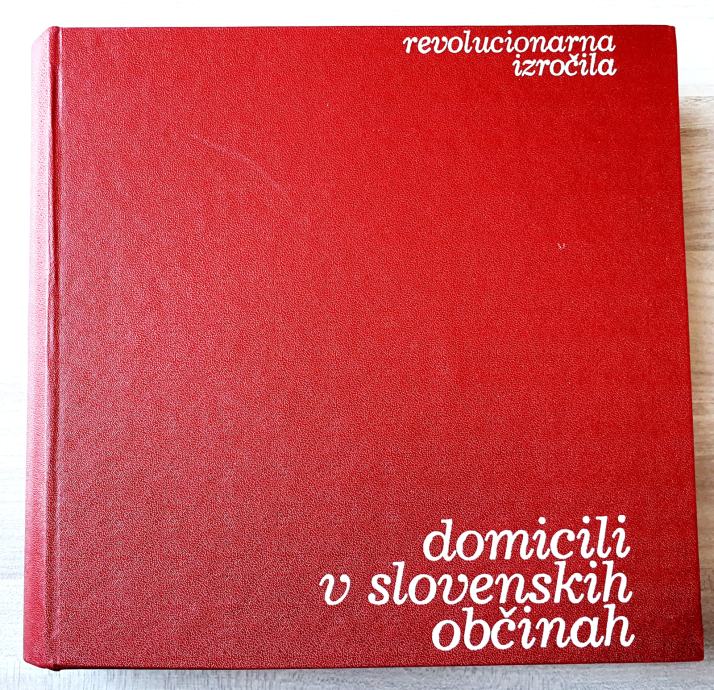 revolucionarna
izročila
domicili
v slovenskih
občinah